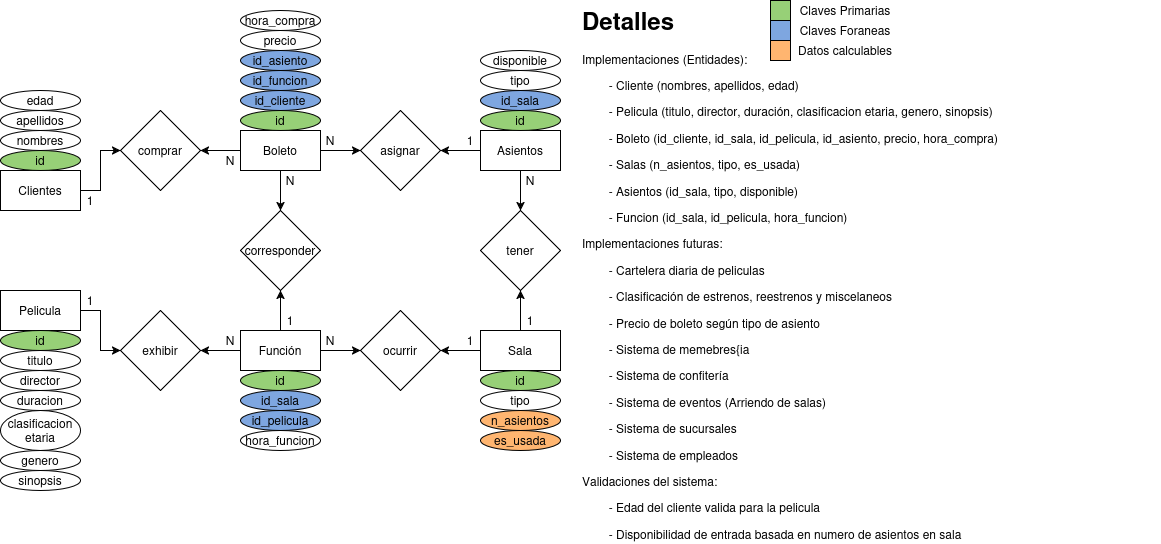 hora_compra
precio
id_asiento
id_funcion
id_cliente
id
Boleto
disponible
tipo
id_sala
id
Asientos
edad
apellidos
nombres
id
Clientes
1
comprar
N
N
asignar
1
N
N
corresponder
tener
Pelicula
1
id
titulo
director
duracion
clasificacion
etaria
genero
sinopsis
exhibir
N
1
Función
N
id
id_sala
id_pelicula
hora_funcion
ocurrir
1
1
Sala
id
tipo
n_asientos
es_usada
Detalles
Claves Primarias
Claves Foraneas
Datos calculables
Implementaciones (Entidades):
- Cliente (nombres, apellidos, edad)
- Pelicula (titulo, director, duración, clasificacion etaria, genero, sinopsis)
- Boleto (id_cliente, id_sala, id_pelicula, id_asiento, precio, hora_compra)
- Salas (n_asientos, tipo, es_usada)
- Asientos (id_sala, tipo, disponible)
- Funcion (id_sala, id_pelicula, hora_funcion)
Implementaciones futuras:
- Cartelera diaria de peliculas
- Clasificación de estrenos, reestrenos y miscelaneos
- Precio de boleto según tipo de asiento
- Sistema de memebres{ia
- Sistema de confitería
- Sistema de eventos (Arriendo de salas)
- Sistema de sucursales
- Sistema de empleados
Validaciones del sistema:
- Edad del cliente valida para la pelicula
- Disponibilidad de entrada basada en numero de asientos en sala